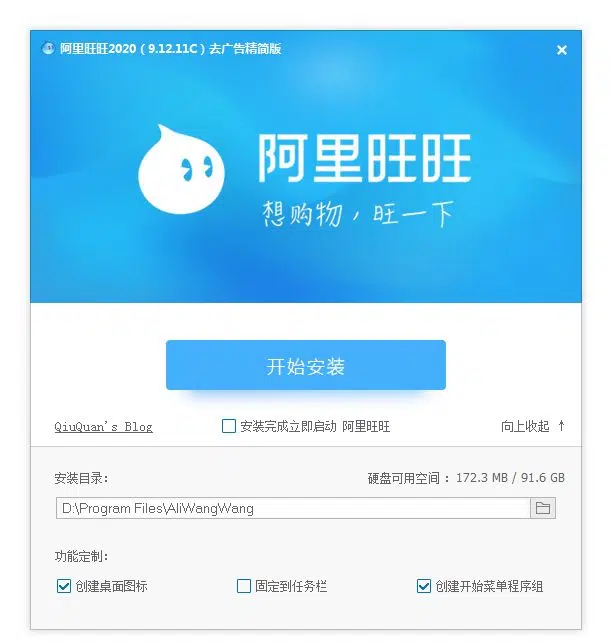 阿里旺旺2020（9.12.11C）去广告精简版
阿里旺旺
想购物，旺一下
开始安装
QiuQuan's Blog 安装完成立即启动 阿里旺旺 向上收起 ↑
安装目录： 硬盘可用空间： 172.3 MB / 91.6 GB
D:\Program Files\AliWangWang
功能定制：
创建桌面图标 固定到任务栏 创建开始菜单程序组